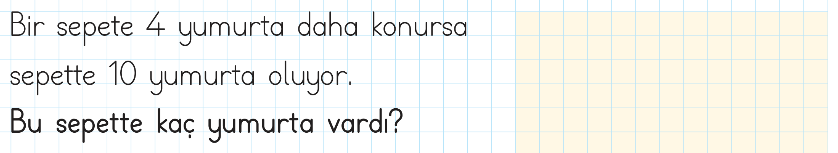 Bir sepete 4 yumurta daha konursa
sepette 10 yumurta oluyor.
Bu sepette kaç yumurta vardı?